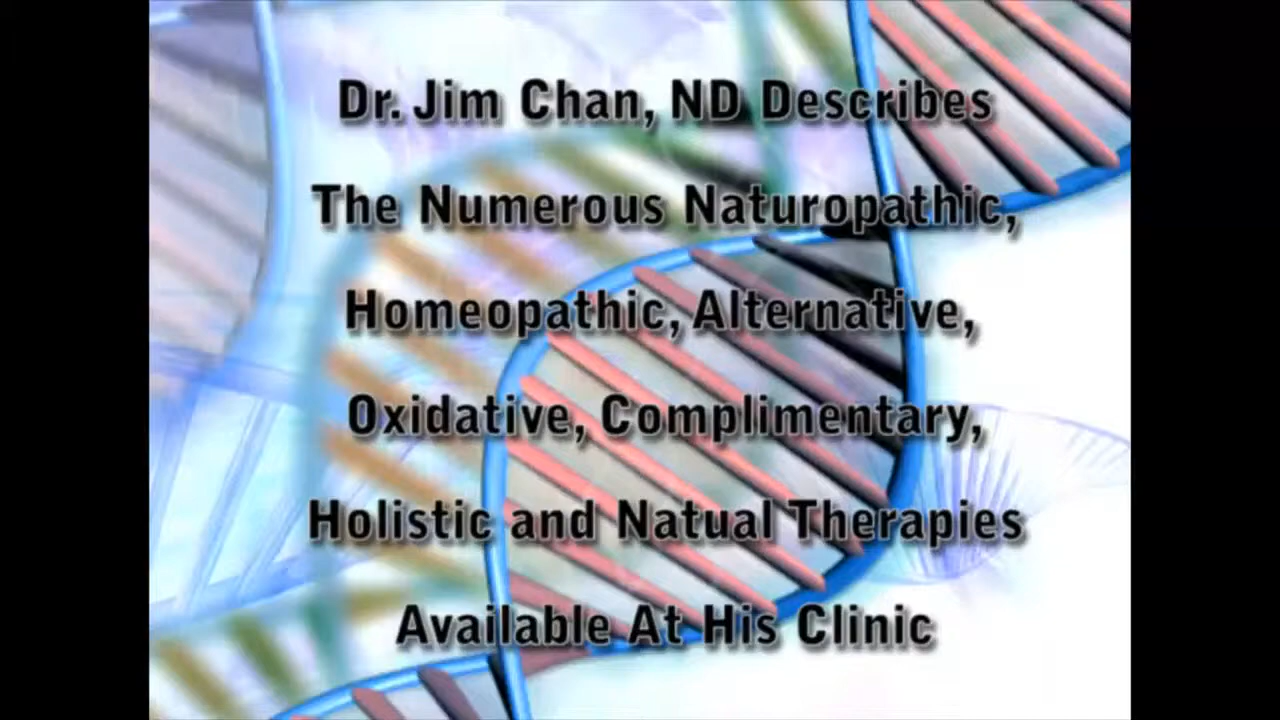 Dr. Jim Chan, ND Describes
The Numerous Naturopathic,
Homeopathic, Alternative,
Oxidative, Complimentary,
Holistic and Natual Therapies
Available At His Clinic